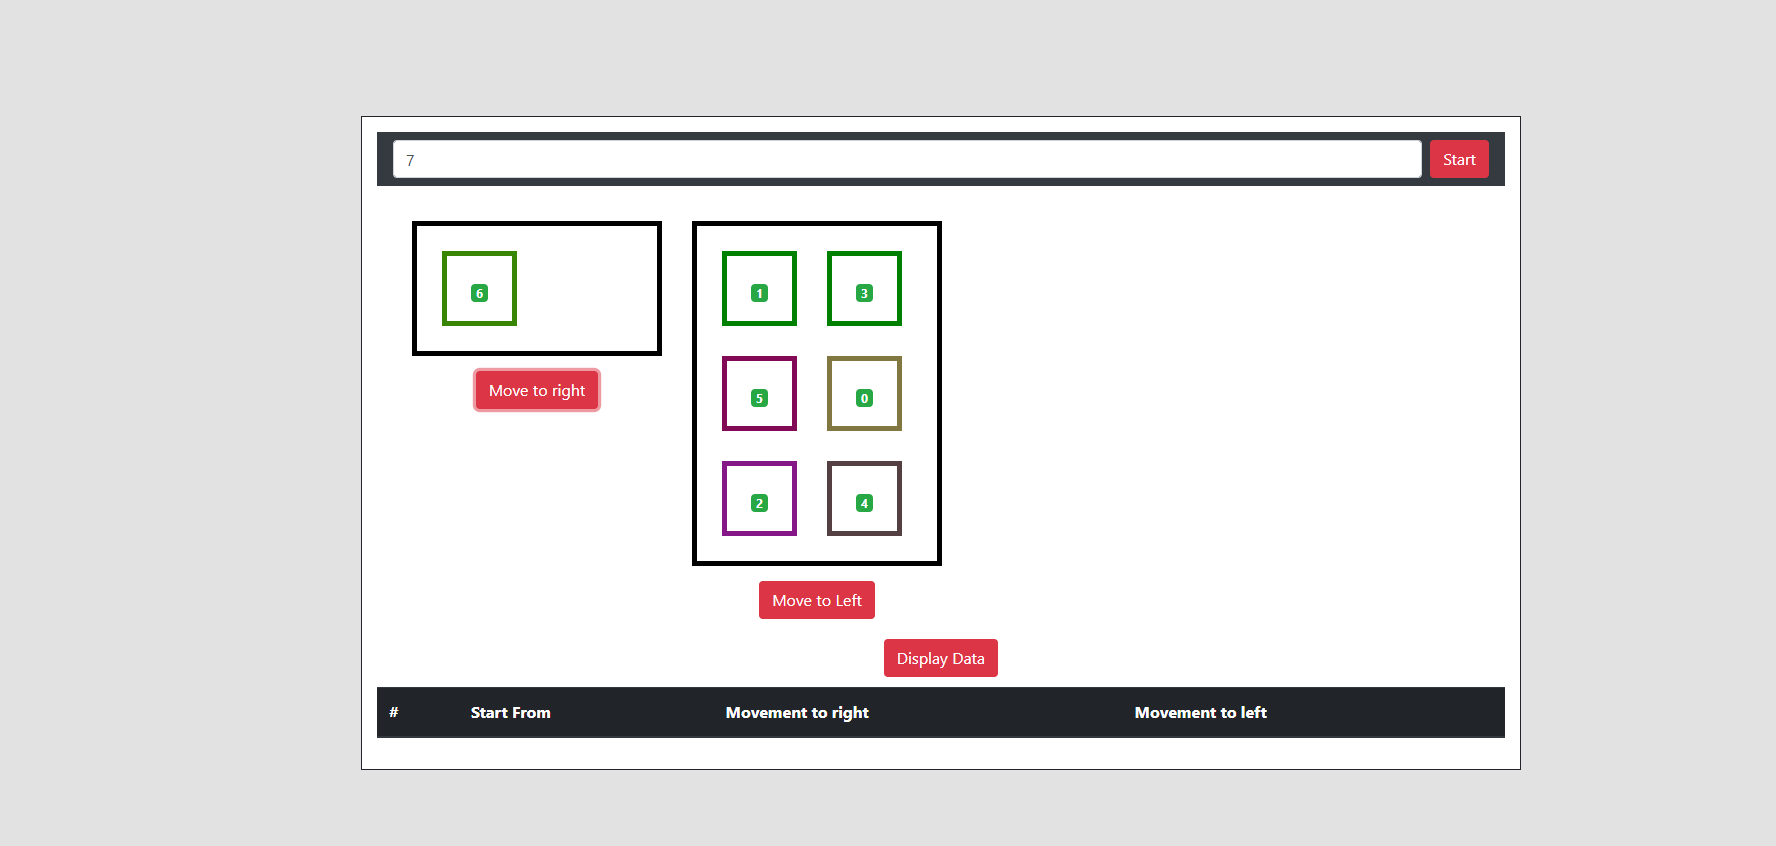 7 Start
6
1 3
Move to right
5 0
2 4
Move to Left
Display Data
# Start From Movement to right Movement to left